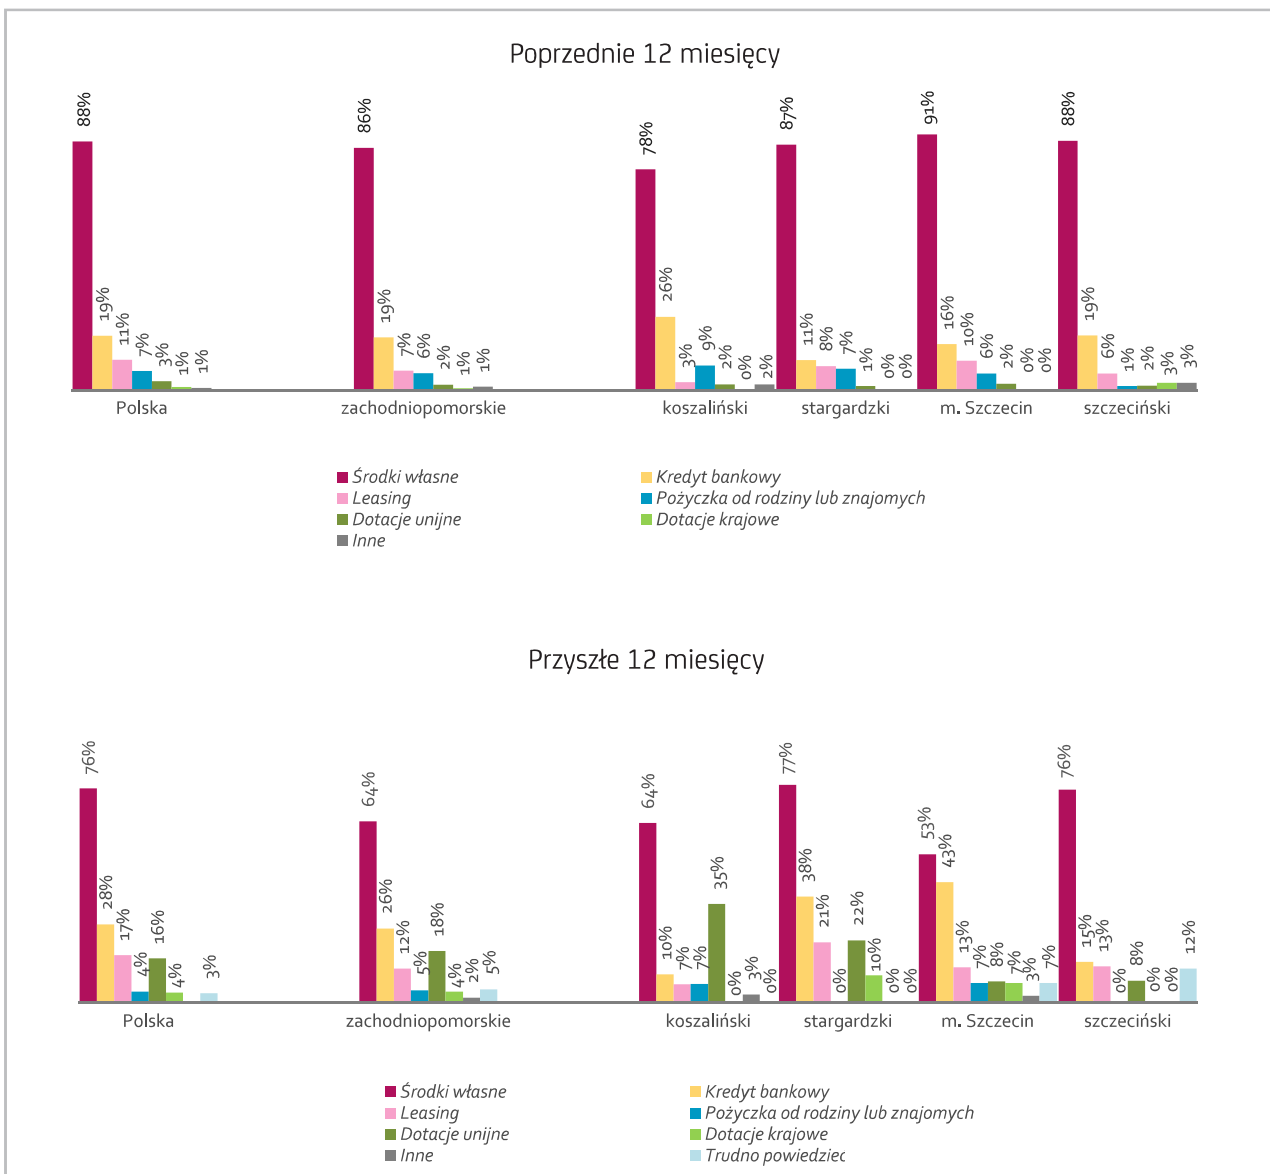 Poprzednie 12 miesięcy
88% 19% 11% 7% 3% 1% 1%
86% 19% 7% 6% 2% 1% 1%
78% 26% 3% 9% 2% 0% 2%
87% 11% 8% 7% 1% 0% 0%
91% 16% 10% 6% 2% 0% 0%
88% 19% 6% 1% 2% 3% 3%
Polska zachodniopomorskie koszaliński stargardzki m. Szczecin szczeciński
Środki własne Kredyt bankowy
Leasing Pożyczka od rodziny lub znajomych
Dotacje unijne Dotacje krajowe
Inne
Przyszłe 12 miesięcy
76% 28% 17% 4% 16% 4% 3%
64% 26% 12% 5% 18% 4% 2% 5%
64% 10% 7% 7% 35% 0% 3% 0%
77% 38% 21% 0% 22% 10% 0% 0%
53% 43% 13% 7% 8% 7% 3% 7%
76% 15% 13% 0% 8% 0% 0% 12%
Polska zachodniopomorskie koszaliński stargardzki m. Szczecin szczeciński
Środki własne Kredyt bankowy
Leasing Pożyczka od rodziny lub znajomych
Dotacje unijne Dotacje krajowe
Inne Trudno powiedziec